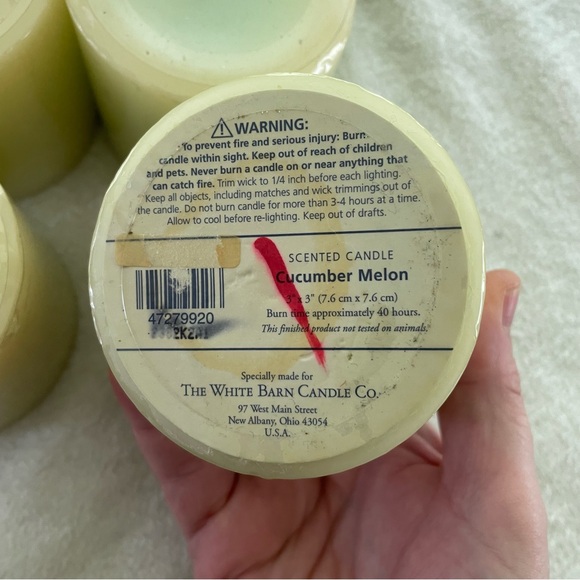 WARNING:
To prevent fire and serious injury: Burn
candle within sight. Keep out of reach of children
and pets. Never burn a candle on or near anything that
can catch fire. Trim wick to 1/4 inch before each lighting.
Keep all objects, including matches and wick trimmings out of
the candle. Do not burn candle for more than 3-4 hours at a time.
Allow to cool before re-lighting. Keep out of drafts.
SCENTED CANDLE
Cucumber Melon
3" x 3" (7.6 cm x 7.6 cm)
Burn time approximately 40 hours.
This finished product not tested on animals.
47279920
Specially made for
THE WHITE BARN CANDLE CO.
97 West Main Street
New Albany, Ohio 43054
U.S.A.